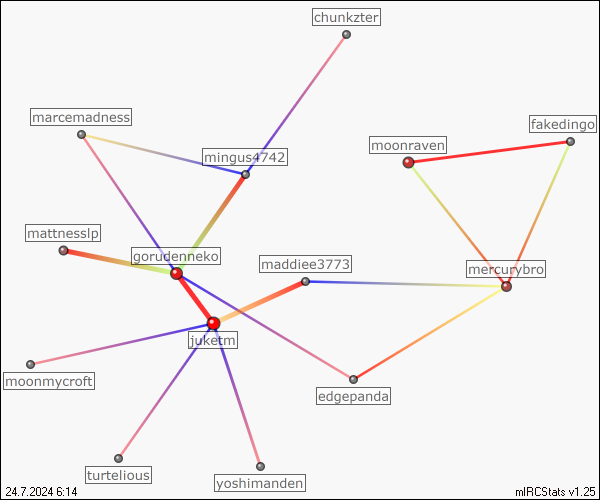 chunkzter
marcemadness
fakedingo
moonraven
mingus4742
mattnesslp
gorudenneko
maddiee3773
mercurybro
juketm
moonmycroft
edgepanda
turtelious
yoshimanden
24.7.2024 6:14
mIRCStats v1.25